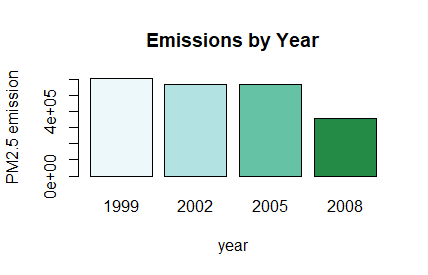 Emissions by Year
PM2.5 emission
4e+05
0e+00
1999 2002 2005 2008
year